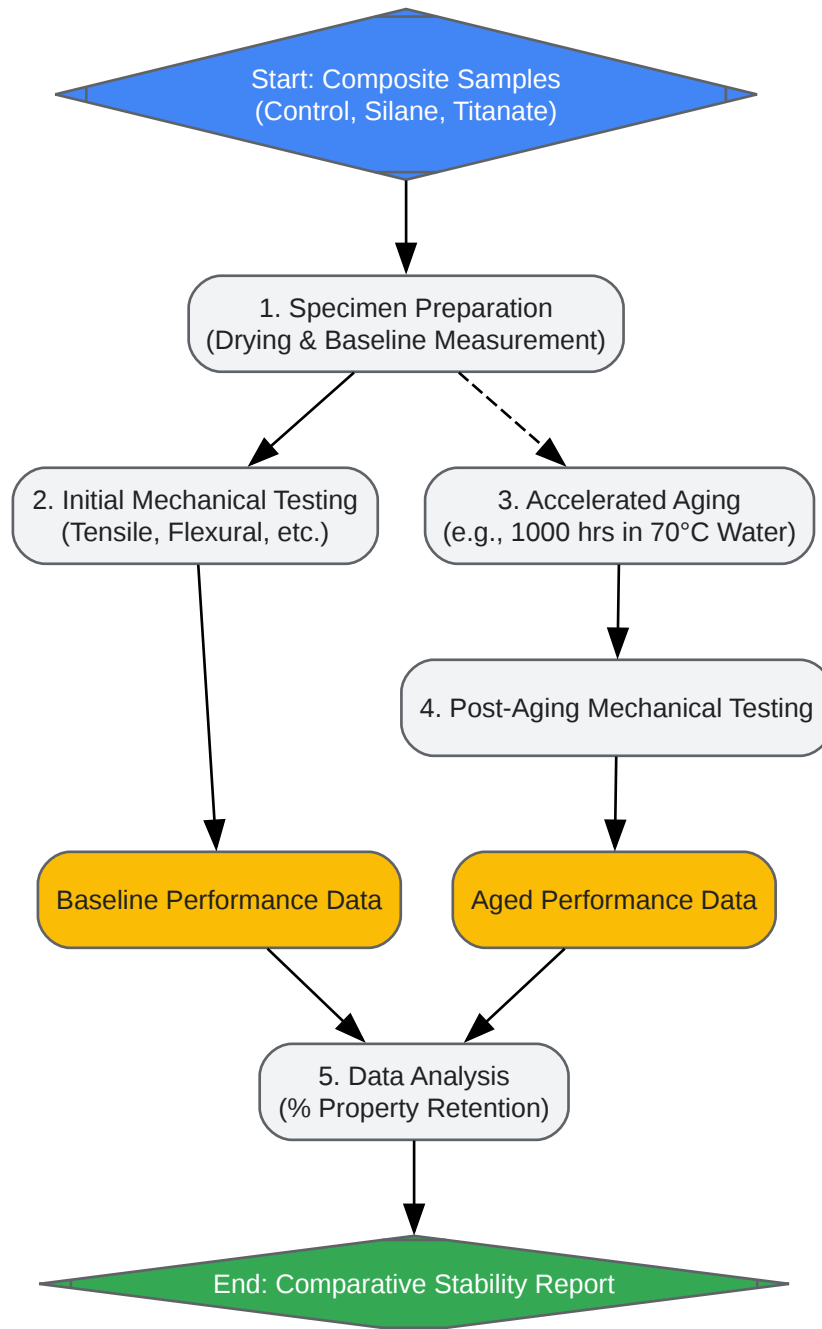 Start: Composite Samples
(Control, Silane, Titanate)
1. Specimen Preparation
(Drying & Baseline Measurement)
2. Initial Mechanical Testing
(Tensile, Flexural, etc.)
3. Accelerated Aging
(e.g., 1000 hrs in 70°C Water)
4. Post-Aging Mechanical Testing
Baseline Performance Data
Aged Performance Data
5. Data Analysis
(% Property Retention)
End: Comparative Stability Report